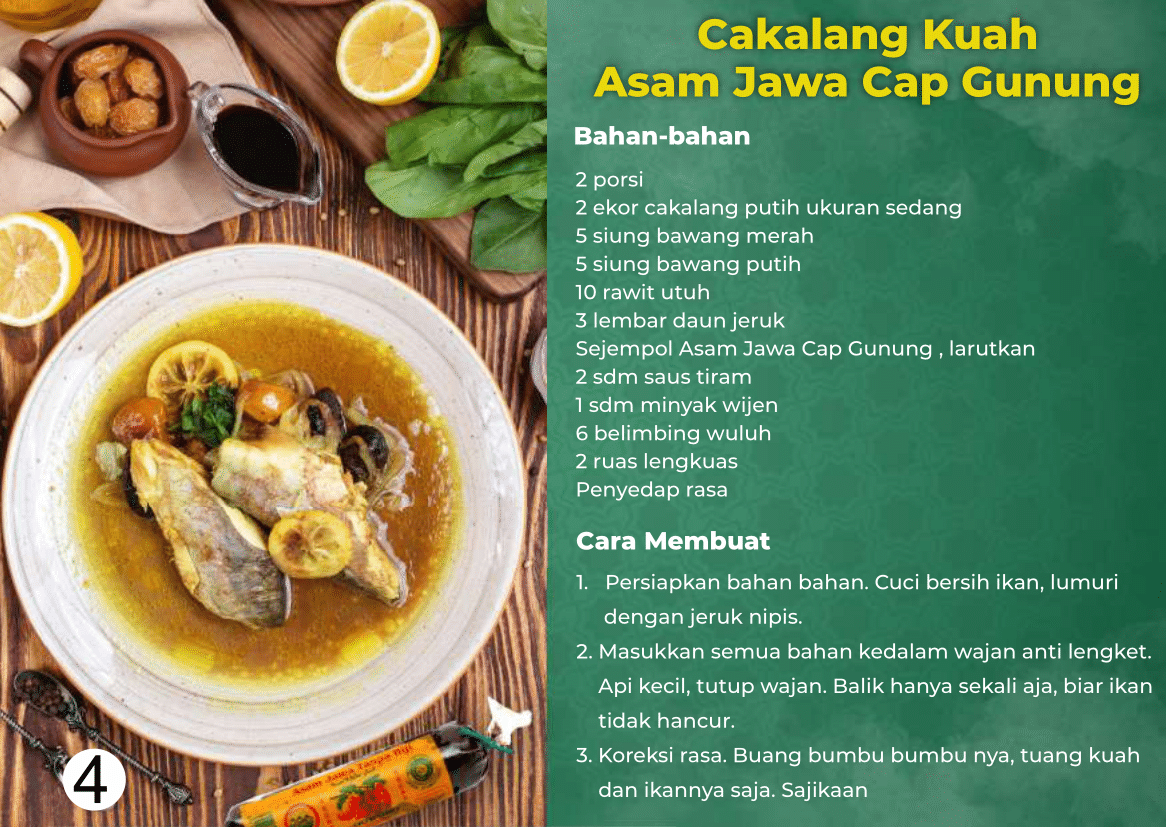 Cakalang Kuah
Asam Jawa Cap Gunung
Bahan-bahan
2 porsi
2 ekor cakalang putih ukuran sedang
5 siung bawang merah
5 siung bawang putih
10 rawit utuh
3 lembar daun jeruk
Sejempol Asam Jawa Cap Gunung , larutkan
2 sdm saus tiram
1 sdm minyak wijen
6 belimbing wuluh
2 ruas lengkuas
Penyedap rasa
Cara Membuat
1. Persiapkan bahan bahan. Cuci bersih ikan, lumuri
dengan jeruk nipis.
2. Masukkan semua bahan kedalam wajan anti lengket.
Api kecil, tutup wajan. Balik hanya sekali aja, biar ikan
tidak hancur.
3. Koreksi rasa. Buang bumbu bumbu nya, tuang kuah
dan ikannya saja. Sajikaan
Asam Jawa Tanpa Biji
4